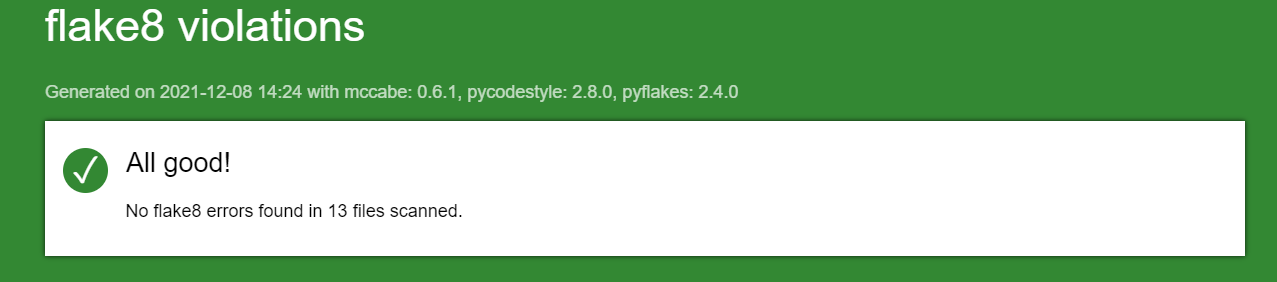 flake8 violations
Generated on 2021-12-08 14:24 with mccabe: 0.6.1, pycodestyle: 2.8.0, pyflakes: 2.4.0
All good!
No flake8 errors found in 13 files scanned.